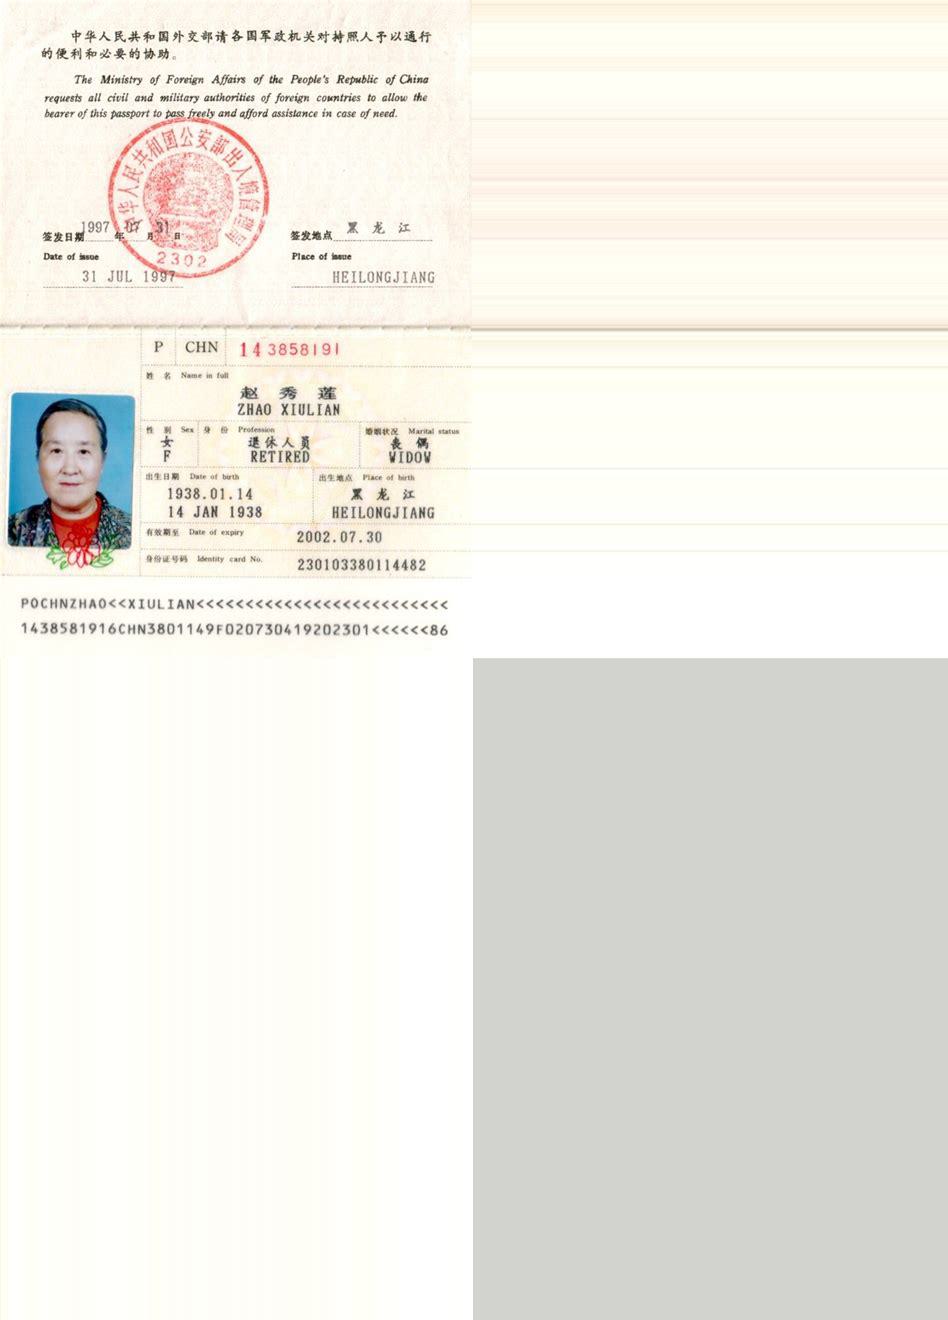 中华人民共和国外交部请各国军政机关对持照人予以通行
的便利和必要的协助。
The Ministry of Foreign Affairs of the People's Republic of China
requests all civil and military authorities of foreign countries to allow the
bearer of this passport to pass freely and afford assistance in case of need.
中华人民共和国公安部出入境管理局
2302
签发日期 1997 年 07 月 31 日 签发地点 黑 龙 江
Date of issue Place of issue
31 JUL 1997 HEILONGJIANG
P CHN 143858191
姓 名 Name in full
赵 秀 莲
ZHAO XIULIAN
性 别 Sex 身 份 Profession 婚姻状况 Marital status
女 退休人员 丧 偶
F RETIRED WIDOW
出生日期 Date of birth 出生地点 Place of birth
1938.01.14 黑 龙 江
14 JAN 1938 HEILONGJIANG
有效期至 Date of expiry 2002.07.30
身份证号码 Identity card No. 230103380114482
POCHNZHAO<<XIULIAN<<<<<<<<<<<<<<<<<<<<<<<<<<
1438581916CHN3801149F020730419202301<<<<<<86